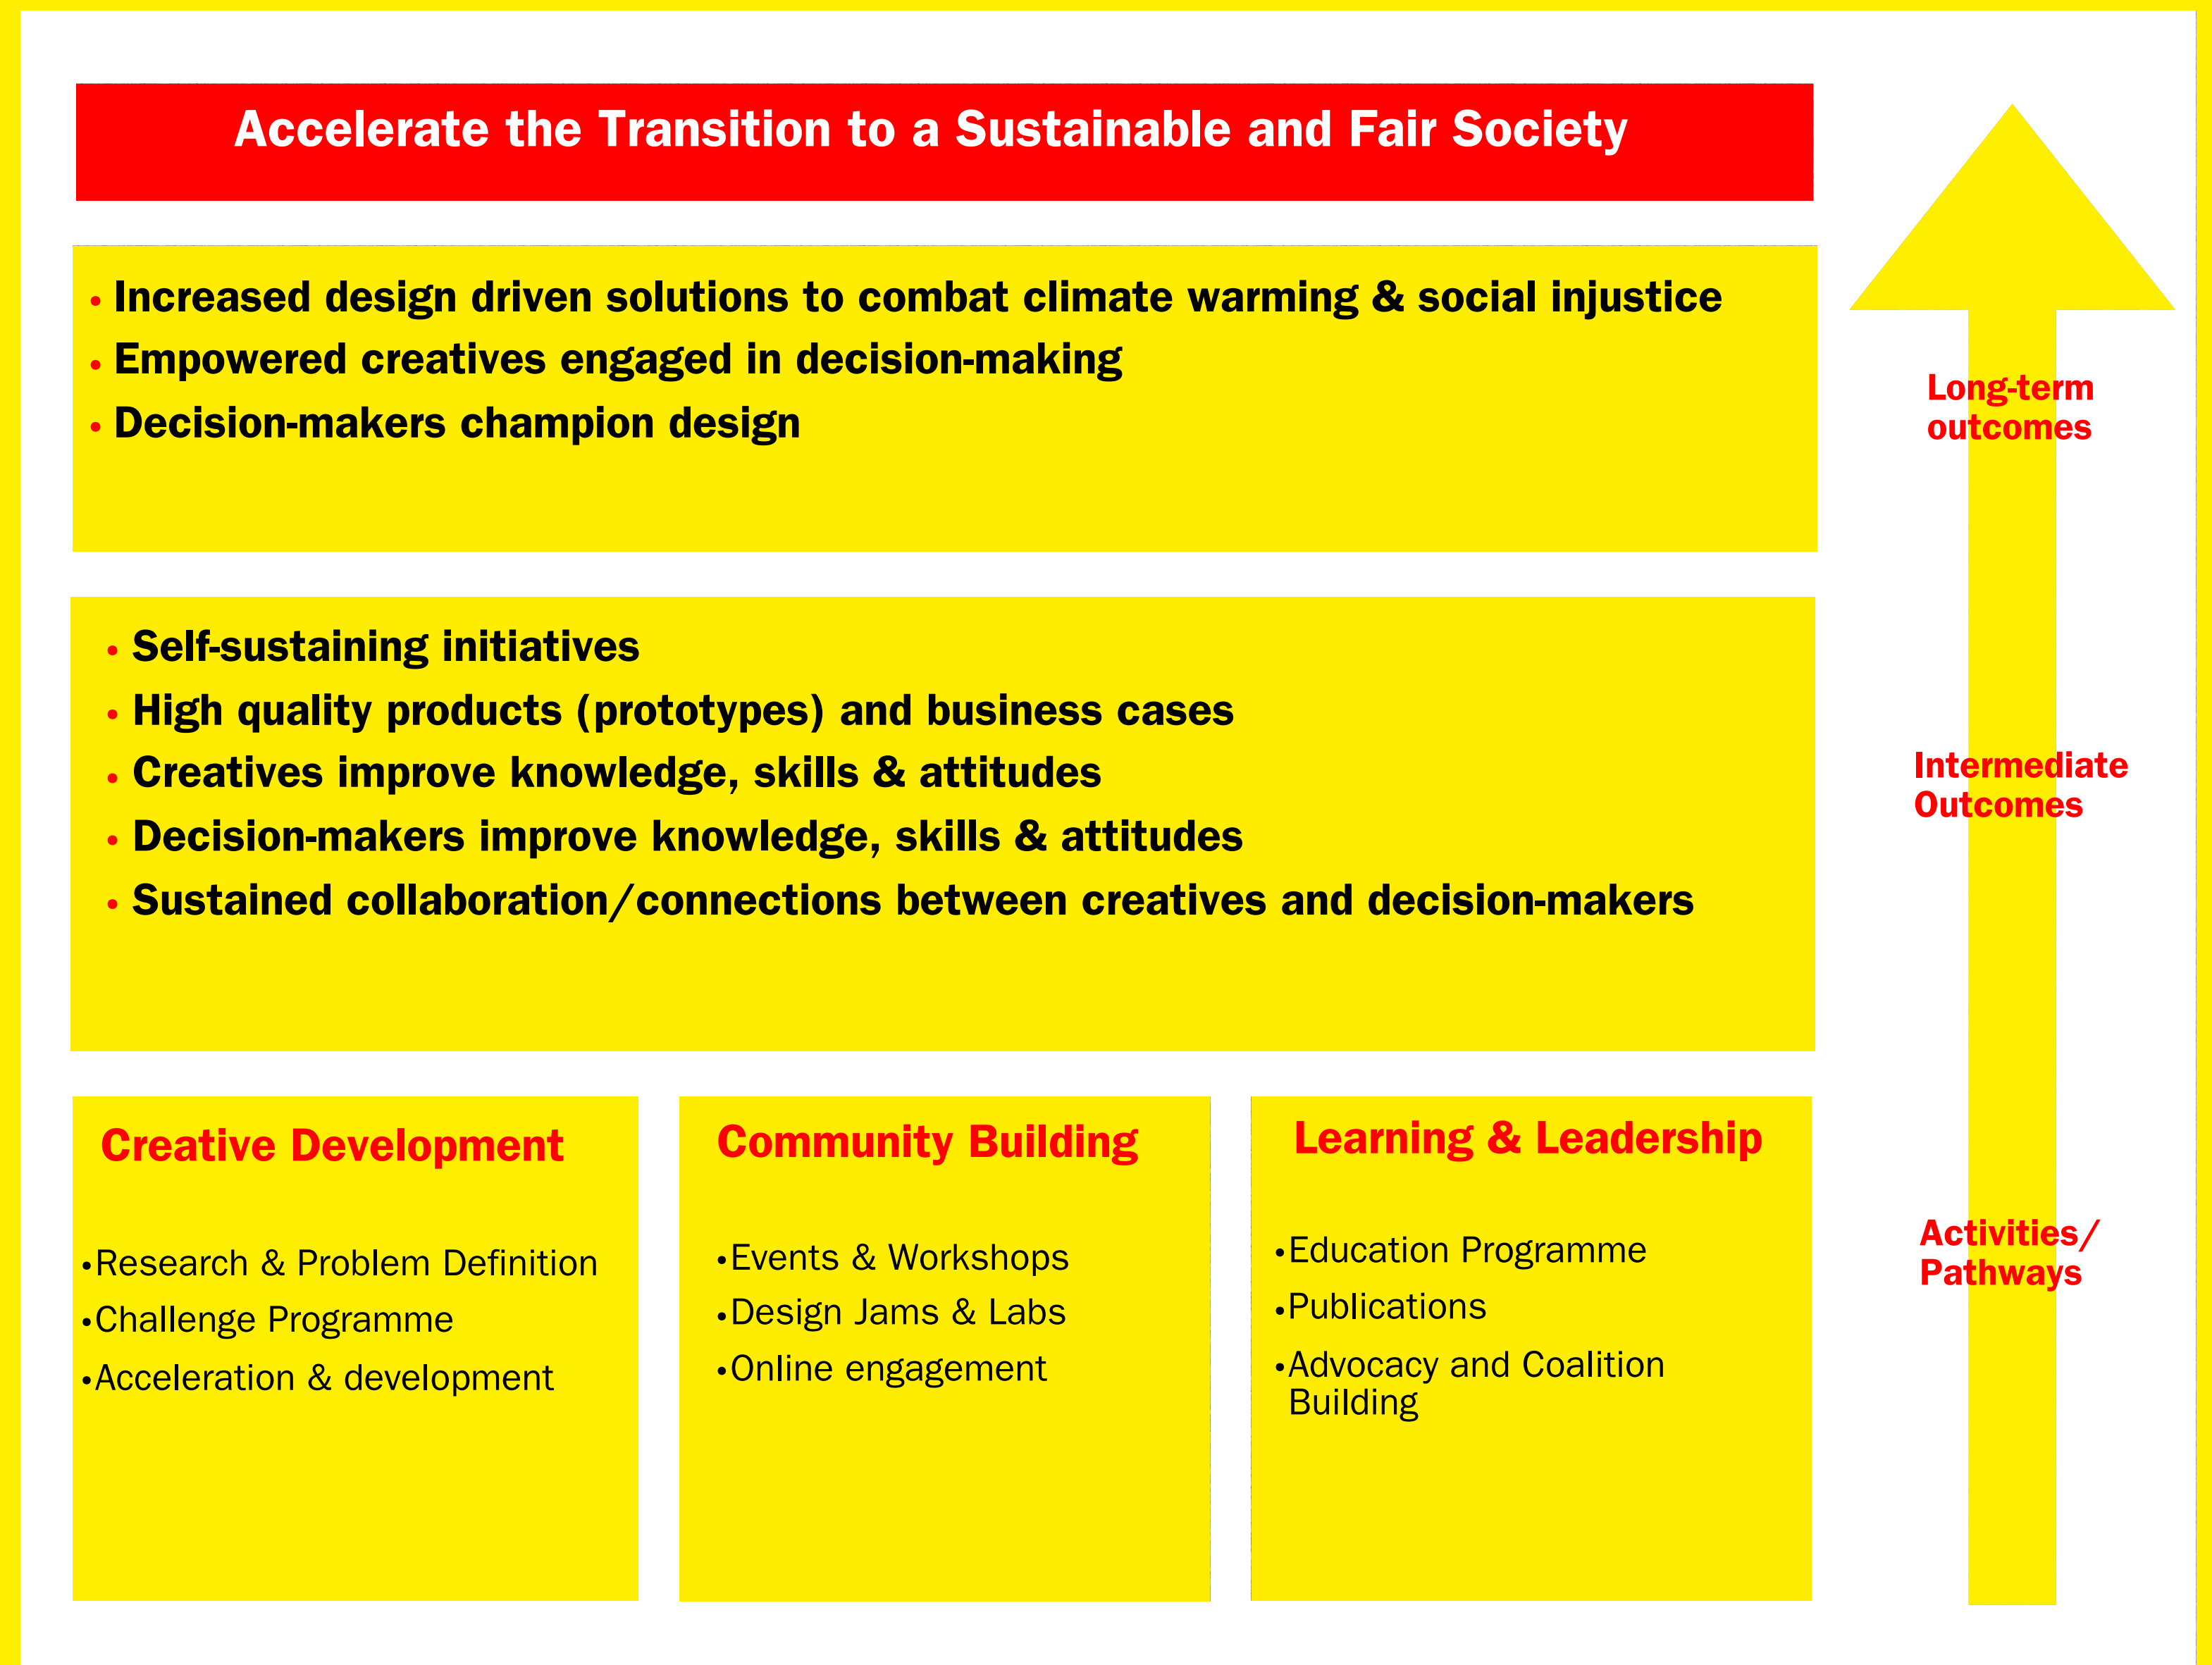 Accelerate the Transition to a Sustainable and Fair Society
• Increased design driven solutions to combat climate warming & social injustice
• Empowered creatives engaged in decision-making
• Decision-makers champion design
Long-term
outcomes
• Self-sustaining initiatives
• High quality products (prototypes) and business cases
• Creatives improve knowledge, skills & attitudes
• Decision-makers improve knowledge, skills & attitudes
• Sustained collaboration/connections between creatives and decision-makers
Intermediate
Outcomes
Creative Development
•Research & Problem Definition
•Challenge Programme
•Acceleration & development
Community Building
•Events & Workshops
•Design Jams & Labs
•Online engagement
Learning & Leadership
•Education Programme
•Publications
•Advocacy and Coalition
Building
Activities/
Pathways